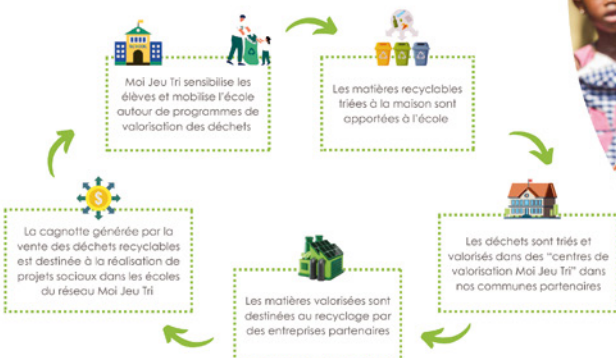 Moi Jeu Tri sensibilise les
élèves et mobilise l'école
autour de programmes de
valorisation des déchets
Les matières recyclables
triées à la maison sont
apportées à l'école
Les déchets sont triés et
valorisés dans des "centres de
valorisation Moi Jeu Tri" dans
nos communes partenaires
Les matières valorisées sont
destinées au recyclage par
des entreprises partenaires
La cagnotte générée par la
vente des déchets recyclables
est destinée à la réalisation de
projets sociaux dans les écoles
du réseau Moi Jeu Tri